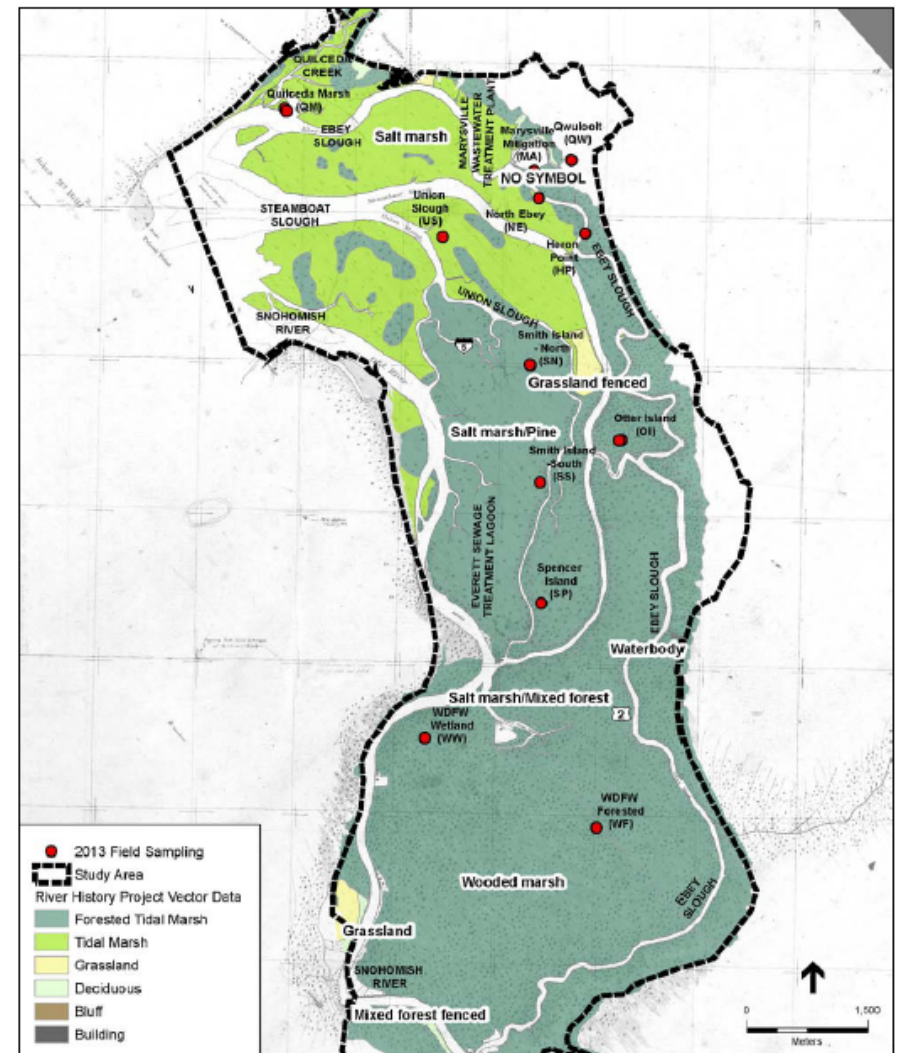 QUILCEDA
CREEK
Quilceda Marsh
(QM)
EBEY
SLOUGH
Salt marsh
MARYSVILLE
WASTEWATER
TREATMENT PLANT
Marysville
Mitigation
(MA)
Qwuloolt
(QW)
NO SYMBOL
Union
Slough
(US)
STEAMBOAT
SLOUGH
North Ebey
(NE)
Heron
Point
(HP)
EBEY SLOUGH
UNION SLOUGH
SNOHOMISH
RIVER
5
Smith Island
- North
(SN)
Grassland fenced
Otter Island
(OI)
Salt marsh/Pine
Smith Island
-South
(SS)
EVERETT SEWAGE
TREATMENT LAGOON
Spencer
Island
(SP)
EBEY SLOUGH
Waterbody
Salt marsh/Mixed forest
2
WDFW
Wetland
(WW)
WDFW
Forested
(WF)
Wooded marsh
EBEY
SLOUGH
Grassland
SNOHOMISH
RIVER
Mixed forest fenced
2013 Field Sampling
Study Area
River History Project Vector Data
Forested Tidal Marsh
Tidal Marsh
Grassland
Deciduous
Bluff
Building
0 1,500
Meters